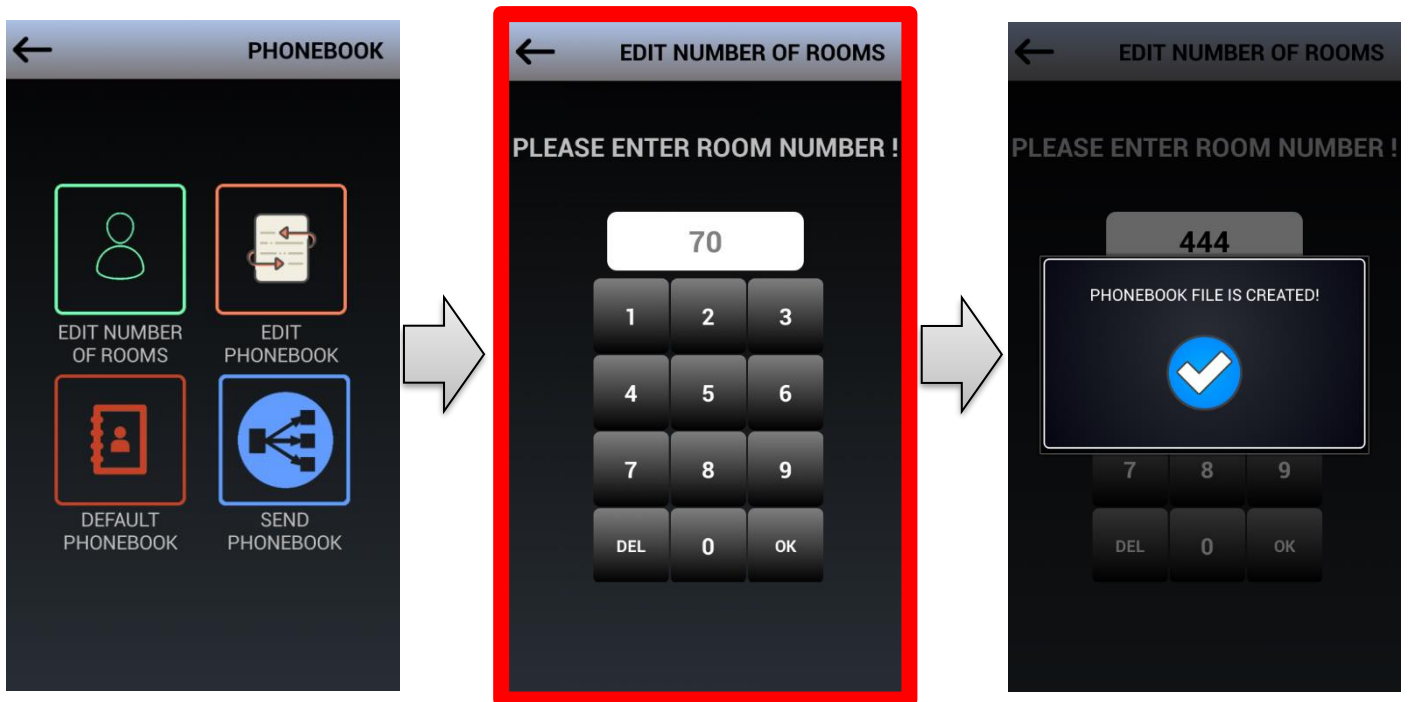 PHONEBOOK
EDIT NUMBER
OF ROOMS
EDIT
PHONEBOOK
DEFAULT
PHONEBOOK
SEND
PHONEBOOK
EDIT NUMBER OF ROOMS
PLEASE ENTER ROOM NUMBER !
70
1 2 3
4 5 6
7 8 9
DEL 0 OK
EDIT NUMBER OF ROOMS
PLEASE ENTER ROOM NUMBER !
444
PHONEBOOK FILE IS CREATED!
7 8 9
DEL 0 OK